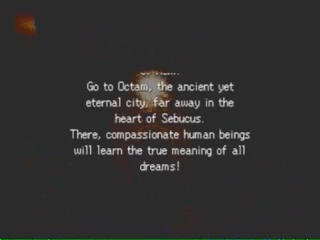 Go to Octam, the ancient yet
eternal city, far away in the
heart of Sebucus.
There, compassionate human beings
will learn the true meaning of all
dreams!